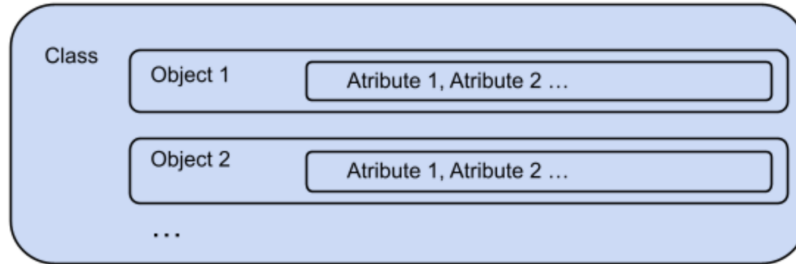 Class
Object 1
Atribute 1, Atribute 2 ...
Object 2
Atribute 1, Atribute 2 ...
...